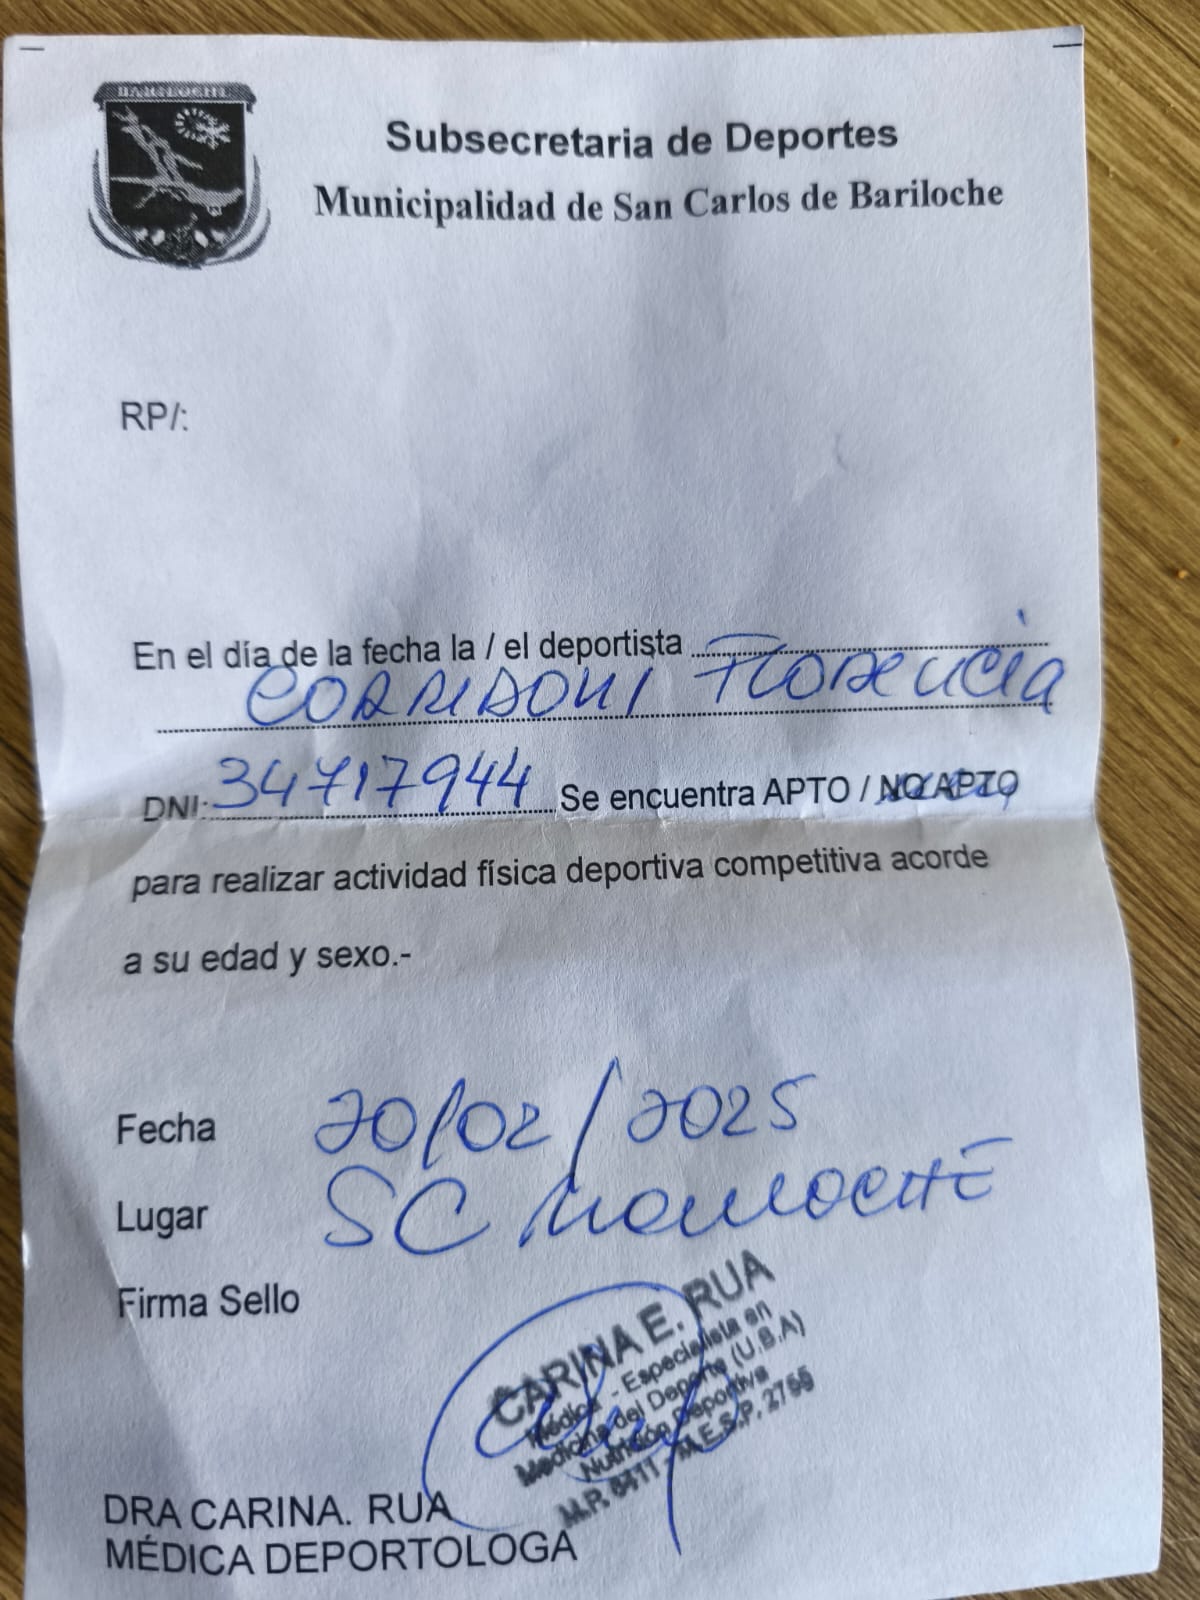 BARILOCHE
Subsecretaria de Deportes
Municipalidad de San Carlos de Bariloche
RP/:
En el día de la fecha la / el deportista
CORRIDONI Florencia
DNI: 34717944 Se encuentra APTO / NO APTO
para realizar actividad física deportiva competitiva acorde
a su edad y sexo.-
Fecha 20/02/2025
Lugar SC
Firma Sello
CARINA E. RUA
Médica - Especialista en
Medicina del Deporte (U.B.A)
Nutrición Deportiva
M.P. 6411 - M.E.S.P. 2755
DRA CARINA. RUA
MÉDICA DEPORTOLOGA